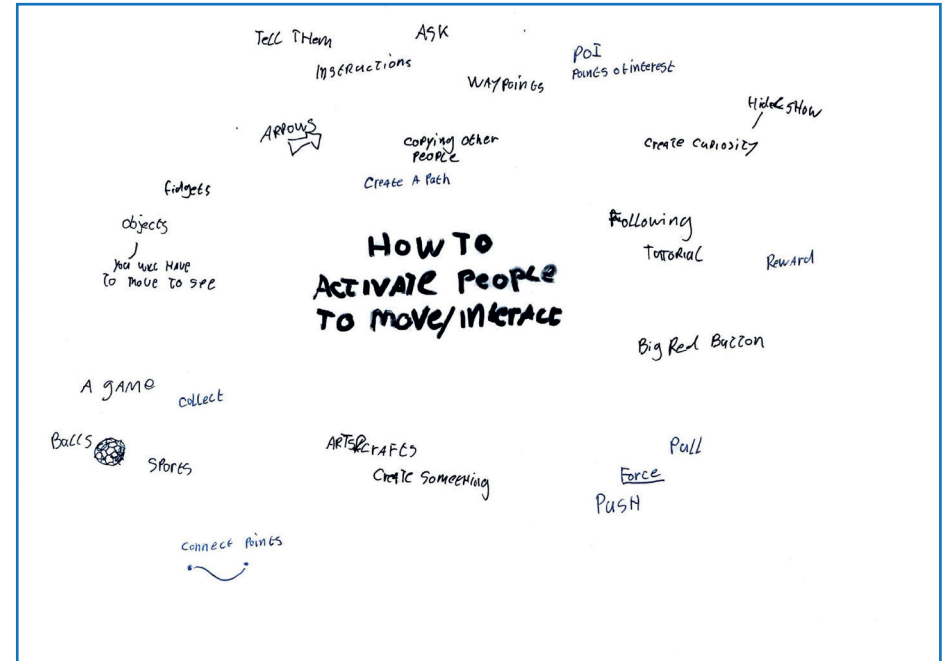 Tell Them
ASK
Instructions
Waypoints
POI
Points of interest
Hide & Show
Create Curiosity
Arrows
Copying other
People
Create A Path
fidgets
objects
You will Have
to move to see
How To
Activate People
To move/interact
Following
Tutorial
Reward
Big Red Button
A game
collect
Balls
Sports
Arts & Crafts
Create Something
Pull
Force
Push
Connect Points